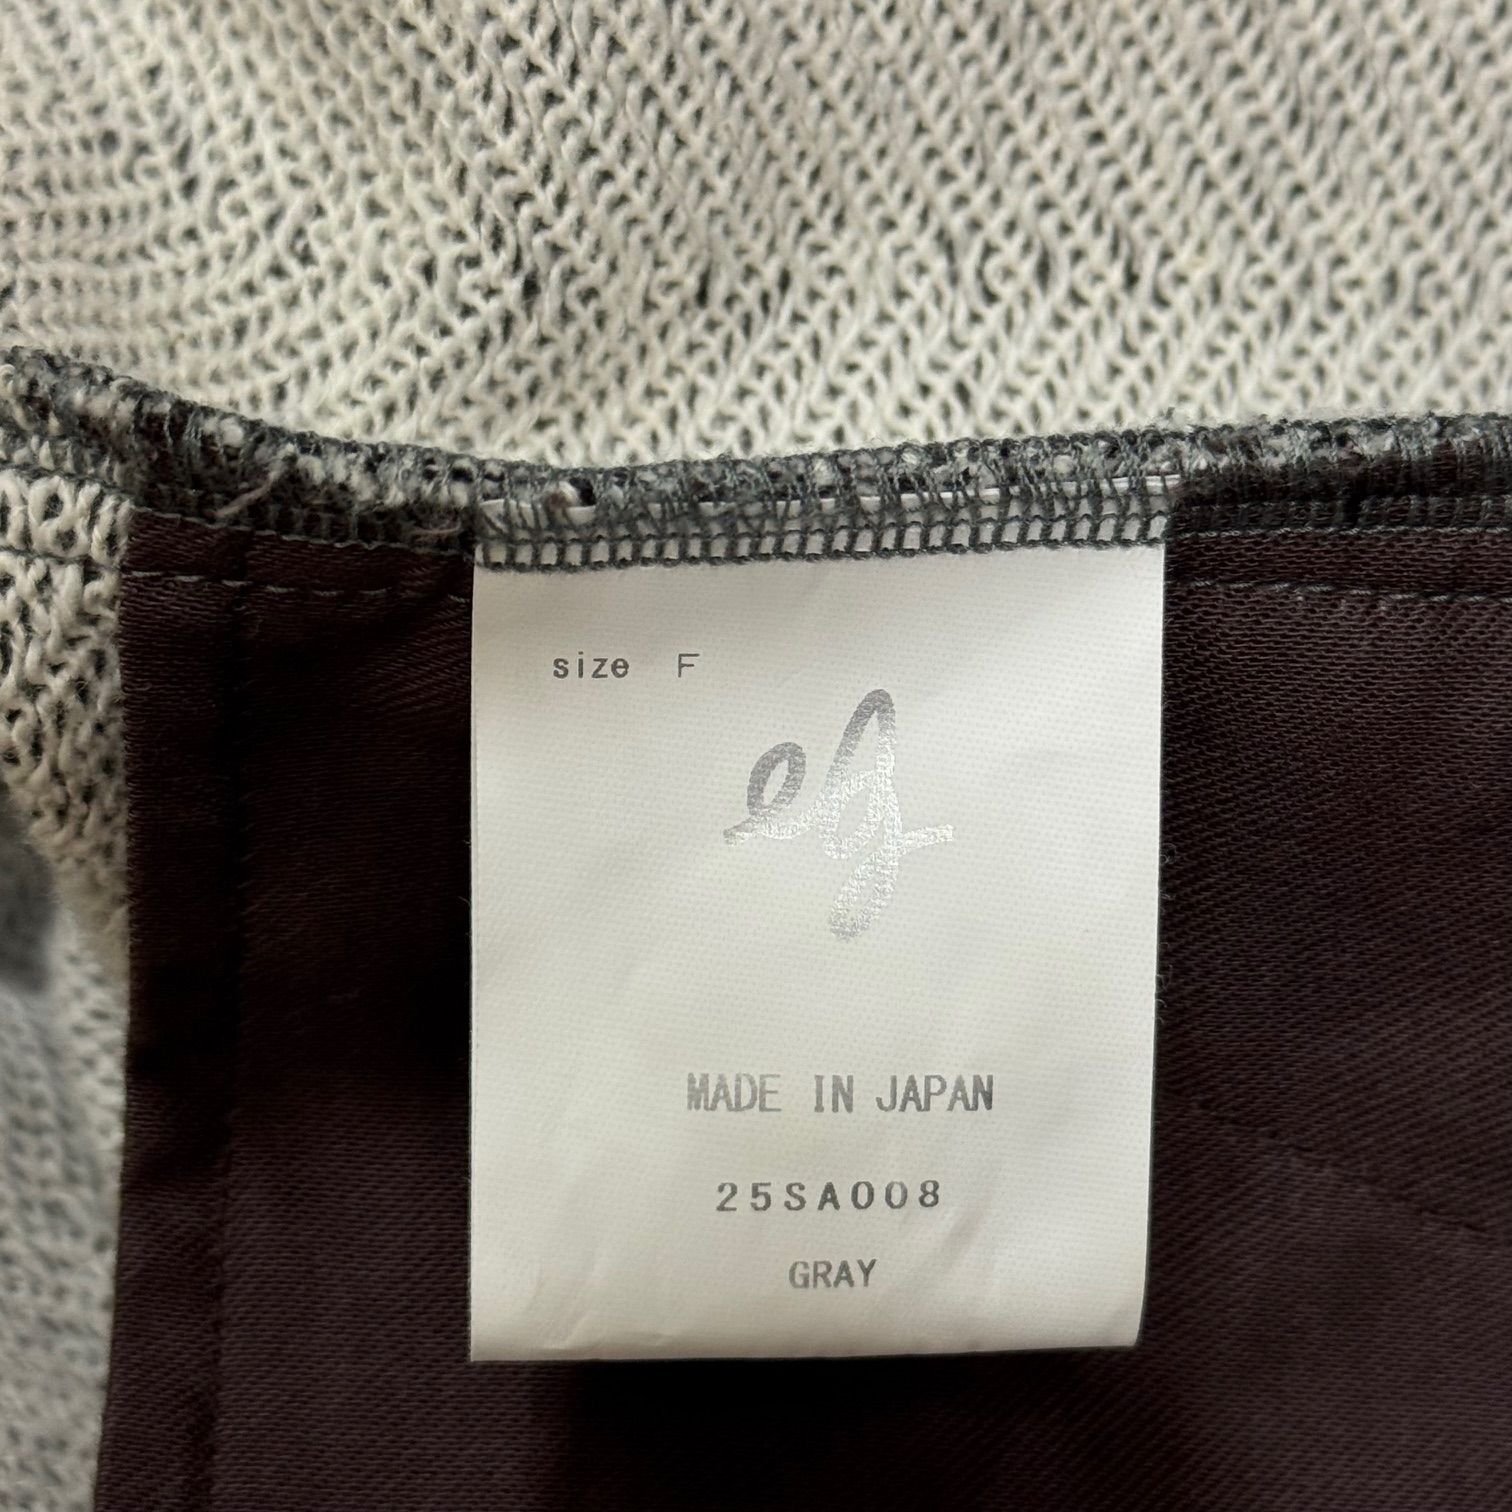 size F
eg
MADE IN JAPAN
25SA008
GRAY